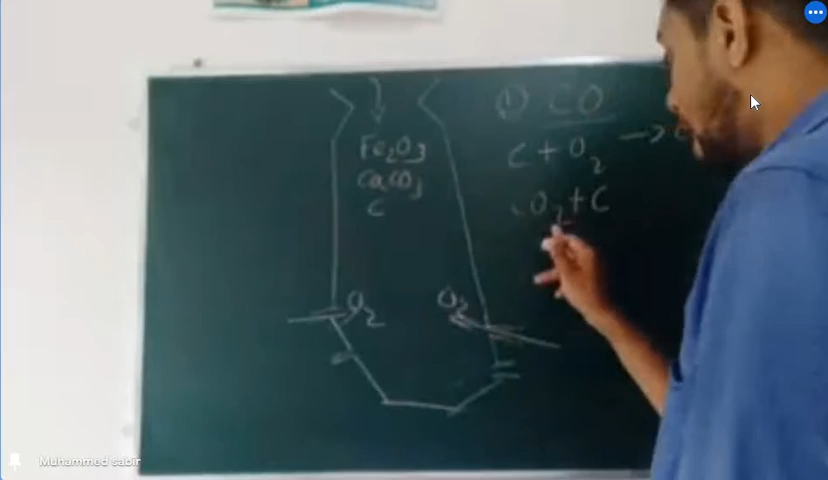 ① CO
Fe₂O₃
C + O₂ →
CaCO₃
C
O₂ + C
O₂
O₂
Muhammed sabir